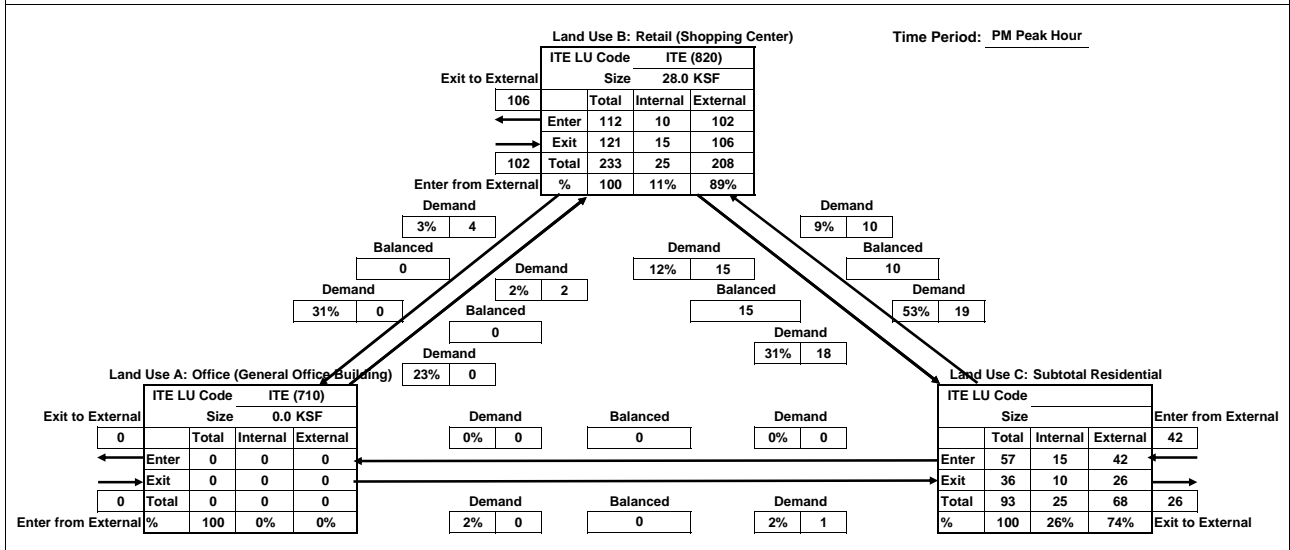 Land Use B: Retail (Shopping Center)
Time Period: PM Peak Hour
ITE LU Code ITE (820)
Exit to External Size 28.0 KSF
106 Total Internal External
Enter 112 10 102
Exit 121 15 106
102 Total 233 25 208
Enter from External % 100 11% 89%
Demand Demand
3% 4 9% 10
Balanced Demand Balanced
0 Demand 12% 15 10
Demand 2% 2 Balanced Demand
31% 0 Balanced 15 53% 19
0 Demand
Demand 31% 18
Land Use A: Office (General Office Building) 23% 0 Land Use C: Subtotal Residential
ITE LU Code ITE (710) ITE LU Code
Exit to External Size 0.0 KSF Demand Balanced Demand Size Enter from External
0 Total Internal External 0% 0 0 0% 0 Total Internal External 42
Enter 0 0 0 Enter 57 15 42
Exit 0 0 0 Exit 36 10 26
0 Total 0 0 0 Demand Balanced Demand Total 93 25 68 26
Enter from External % 100 0% 0% 2% 0 0 2% 1 % 100 26% 74% Exit to External